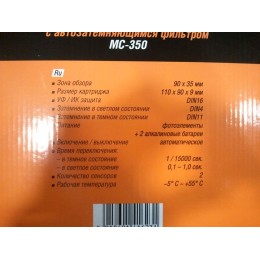 с автозатемняющимся фильтром
МС-350
Ru
Зона обзора 90 x 35 мм
Размер картриджа 110 x 90 x 9 мм
УФ / ИК защита DIN16
Затемнение в светлом состоянии DIN4
Затемнение в темном состоянии DIN11
Питание фотоэлементы
+ 2 алкалиновые батареи
Включение / выключение автоматическое
Время переключения:
- в темное состояние 1 / 15000 сек.
- в светлое состояние 0,1 – 1,0 сек.
Количество сенсоров 2
Рабочая температура -5° C ~ +55° C